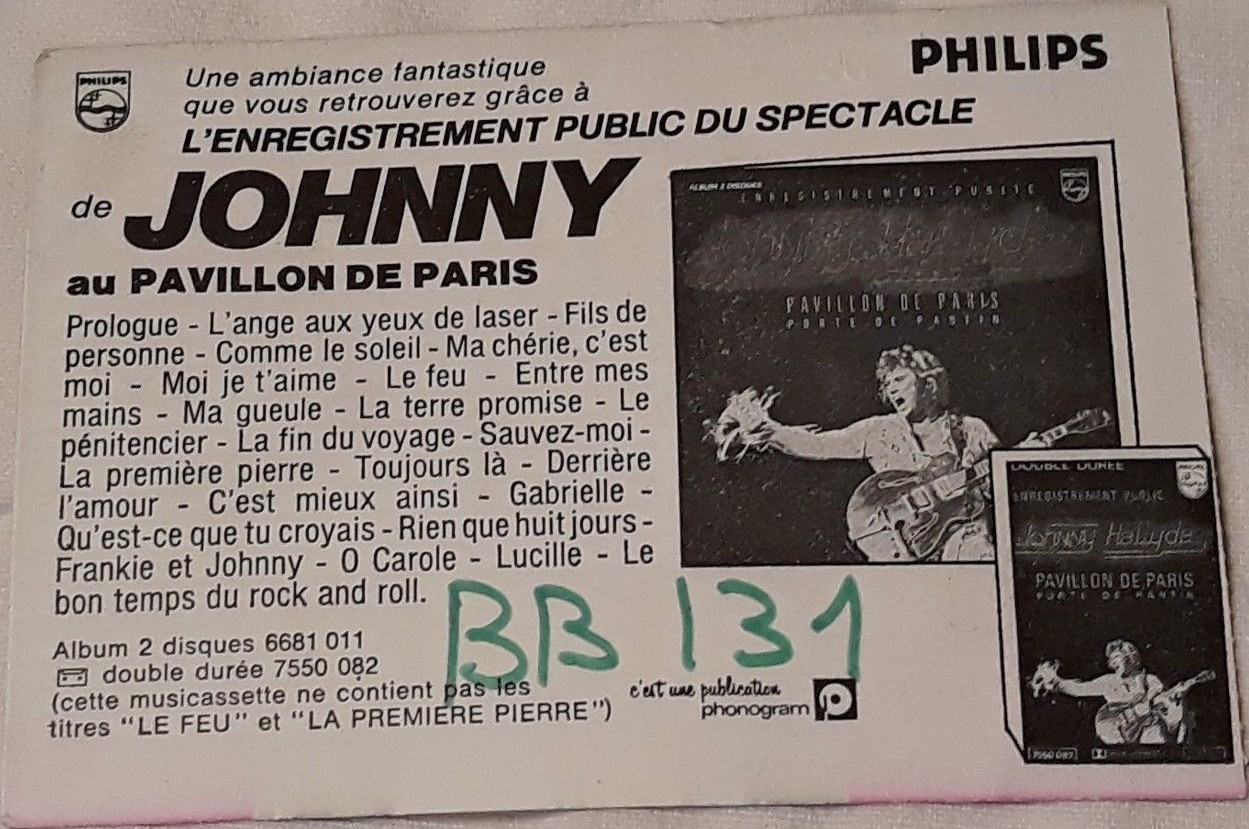 PHILIPS
Une ambiance fantastique
que vous retrouverez grâce à
L'ENREGISTREMENT PUBLIC DU SPECTACLE
PHILIPS
de JOHNNY
au PAVILLON DE PARIS
Prologue - L'ange aux yeux de laser - Fils de
personne - Comme le soleil - Ma chérie, c'est
moi - Moi je t'aime - Le feu - Entre mes
mains - Ma gueule - La terre promise - Le
pénitencier - La fin du voyage - Sauvez-moi -
La première pierre - Toujours là - Derrière
l'amour - C'est mieux ainsi - Gabrielle -
Qu'est-ce que tu croyais - Rien que huit jours -
Frankie et Johnny - O Carole - Lucille - Le
bon temps du rock and roll.
BB 131
Album 2 disques 6681 011
double durée 7550 082
(cette musicassette ne contient pas les
titres "LE FEU" et "LA PREMIÈRE PIERRE")
c'est une publication
phonogram
ALBUM 2 DISQUES
ENREGISTREMENT PUBLIC
PAVILLON DE PARIS
PORTE DE PANTIN
DOUBLE DUREE
ENREGISTREMENT PUBLIC
Johnny Hallyday
PAVILLON DE PARIS
PORTE DE PANTIN
7550 082